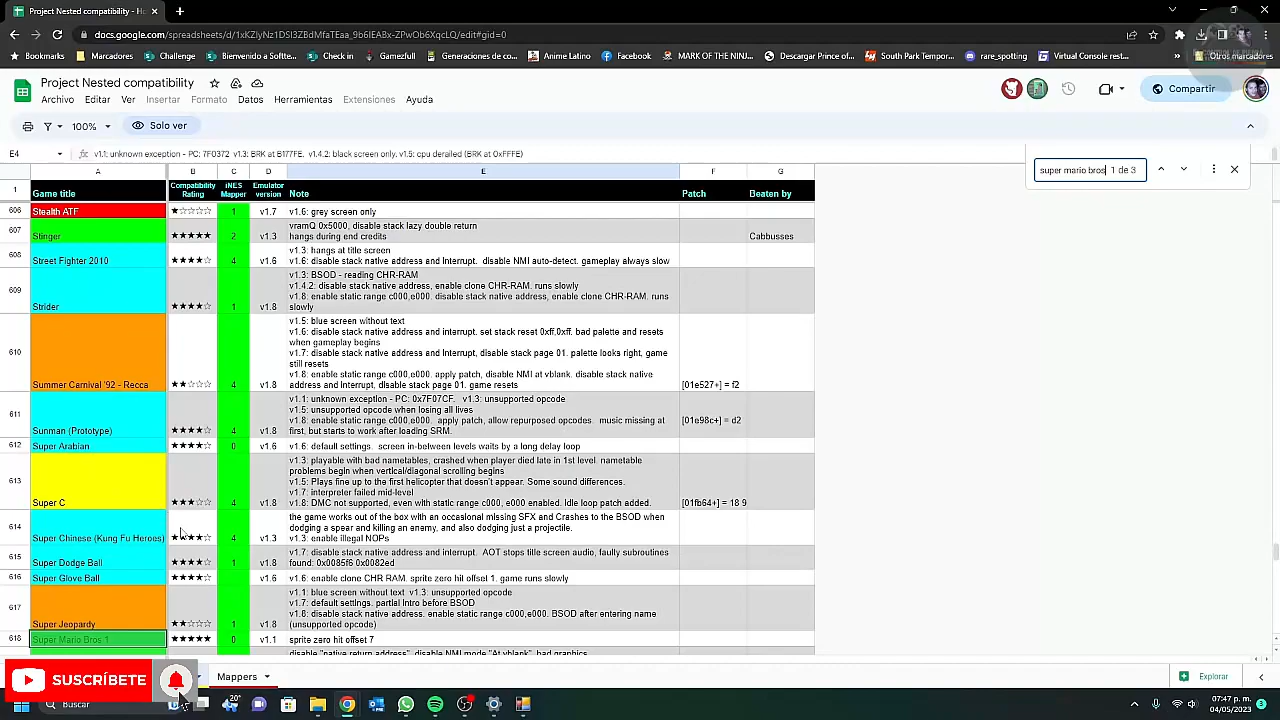 Project Nested compatibility - Ho
docs.google.com/spreadsheets/d/1xKZlyNz1DSI3ZBdMfaTEaa_9b6IEABx-ZPwOb6XqcLQ/edit#gid=0
Bookmarks Marcadores Challenge Bienvenido a Softte... Check in Gamezfull Generaciones de co... Anime Latino Facebook MARK OF THE NINJ... Descargar Prince of... South Park Tempor... rare_spotting Virtual Console rest... » Otros marcadores
Project Nested compatibility
Archivo Editar Ver Insertar Formato Datos Herramientas Extensiones Ayuda
Compartir
100% Solo ver
E4 fx v1.1: unknown exception - PC: 7F0372 v1.3: BRK at B177FE. v1.4.2: black screen only. v1.5: cpu derailed (BRK at 0xFFFE)
super mario bros 1 de 3
A B C D E F G
1 Game title Compatibility Rating iNES Mapper Emulator version Note Patch Beaten by
606 Stealth ATF ★☆☆☆☆ 1 v1.7 v1.6: grey screen only
vramQ 0x5000, disable stack lazy double return
607 Stinger ★★★★★ 2 v1.3 hangs during end credits Cabbusses
v1.3: hangs at title screen
608 Street Fighter 2010 ★★★★☆ 4 v1.6 v1.6: disable stack native address and Interrupt. disable NMI auto-detect. gameplay always slow
v1.3: BSOD - reading CHR-RAM
v1.4.2: disable stack native address, enable clone CHR-RAM. runs slowly
v1.8: enable static range c000,e000. disable stack native address, enable clone CHR-RAM. runs
609 Strider ★★★★☆ 1 v1.8 slowly
v1.5: blue screen without text
v1.6: disable stack native address and interrupt. set stack reset 0xff,0xff. bad palette and resets
when gameplay begins
610 v1.7: disable stack native address and Interrupt, disable stack page 01. palette looks right, game
still resets
v1.8: enable static range c000,e000. apply patch, disable NMI at vblank. disable stack native
Summer Carnival '92 - Recca ★★☆☆☆ 4 v1.8 address and Interrupt, disable stack page 01. game resets [01e527+] = f2
v1.1: unknown exception - PC: 0x7F07CF. v1.3: unsupported opcode
v1.5: unsupported opcode when losing all lives
611 v1.8: enable static range c000,e000. apply patch, allow repurposed opcodes. music missing at [01e98c+] = d2
Sunman (Prototype) ★★★★☆ 4 v1.8 first, but starts to work after loading SRM.
612 Super Arabian ★★★★☆ 0 v1.6 v1.6: default settings. screen in-between levels waits by a long delay loop
v1.3: playable with bad nametables, crashed when player died late in 1st level. nametable
problems begin when vertical/diagonal scrolling begins
613 v1.5: Plays fine up to the first helicopter that doesn't appear. Some sound differences.
v1.7: interpreter failed mid-level
Super C ★★★☆☆ 4 v1.8 v1.8: DMC not supported, even with static range c000, e000 enabled. Idle loop patch added. [01fb64+] = 18 9
the game works out of the box with an occasional missing SFX and Crashes to the BSOD when
614 dodging a spear and killing an enemy, and also dodging just a projectile.
Super Chinese (Kung Fu Heroes) ★★★★☆ 4 v1.3 v1.3: enable illegal NOPs
v1.7: disable stack native address and interrupt. AOT stops title screen audio, faulty subroutines
615 Super Dodge Ball ★★★★☆ 1 v1.8 found: 0x0085f6 0x0082ed
616 Super Glove Ball ★★★★☆ v1.6 v1.6: enable clone CHR RAM. sprite zero hit offset 1. game runs slowly
v1.1: blue screen without text v1.3: unsupported opcode
617 v1.7: default settings. partial Intro before BSOD
v1.8: disable stack native address. enable static range c000,e000. BSOD after entering name
Super Jeopardy ★★☆☆☆ 1 v1.8 (unsupported opcode)
618 Super Mario Bros 1 ★★★★★ 0 v1.1 sprite zero hit offset 7
disable "native return address", disable NMI mode "At vblank". bad graphics
SUSCRÍBETE
Mappers Explorar
Buscar 20° 07:47 p. m.
04/05/2023 3